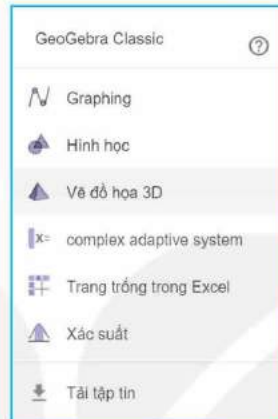 GeoGebra Classic
Graphing
Hình học
Vẽ đồ họa 3D
x=
complex adaptive system
Trang trống trong Excel
Xác suất
Tải tập tin